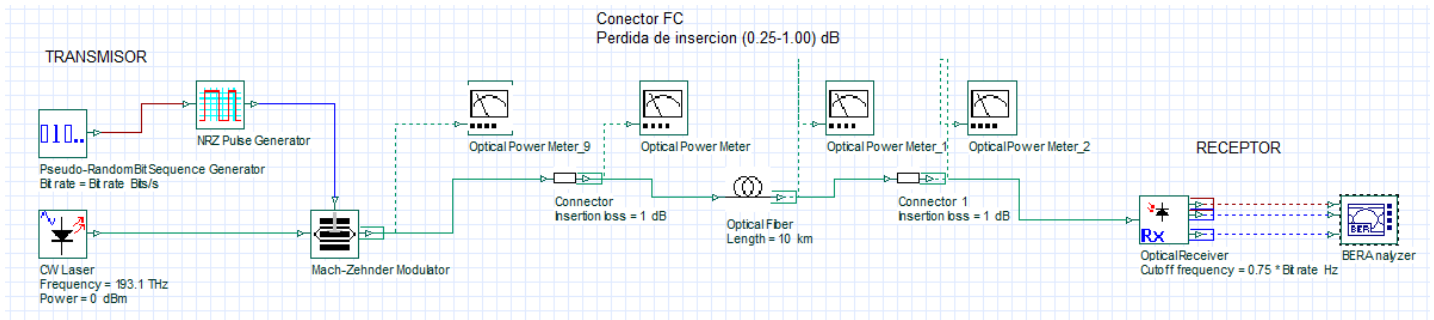 Conector FC
Perdida de insercion (0.25-1.00) dB
TRANSMISOR
NRZ Pulse Generator
Optical Power Meter_9
Optical Power Meter
Optical Power Meter_1
Optical Power Meter_2
RECEPTOR
Pseudo-Random Bit Sequence Generator
Bit rate = Bit rate Bits/s
Connector
Insertion loss = 1 dB
Optical Fiber
Length = 10 km
Connector 1
Insertion loss = 1 dB
CW Laser
Frequency = 193.1 THz
Power = 0 dBm
Mach-Zehnder Modulator
Rx
Optical Receiver
Cutoff frequency = 0.75 * Bit rate Hz
BER
BER Analyzer